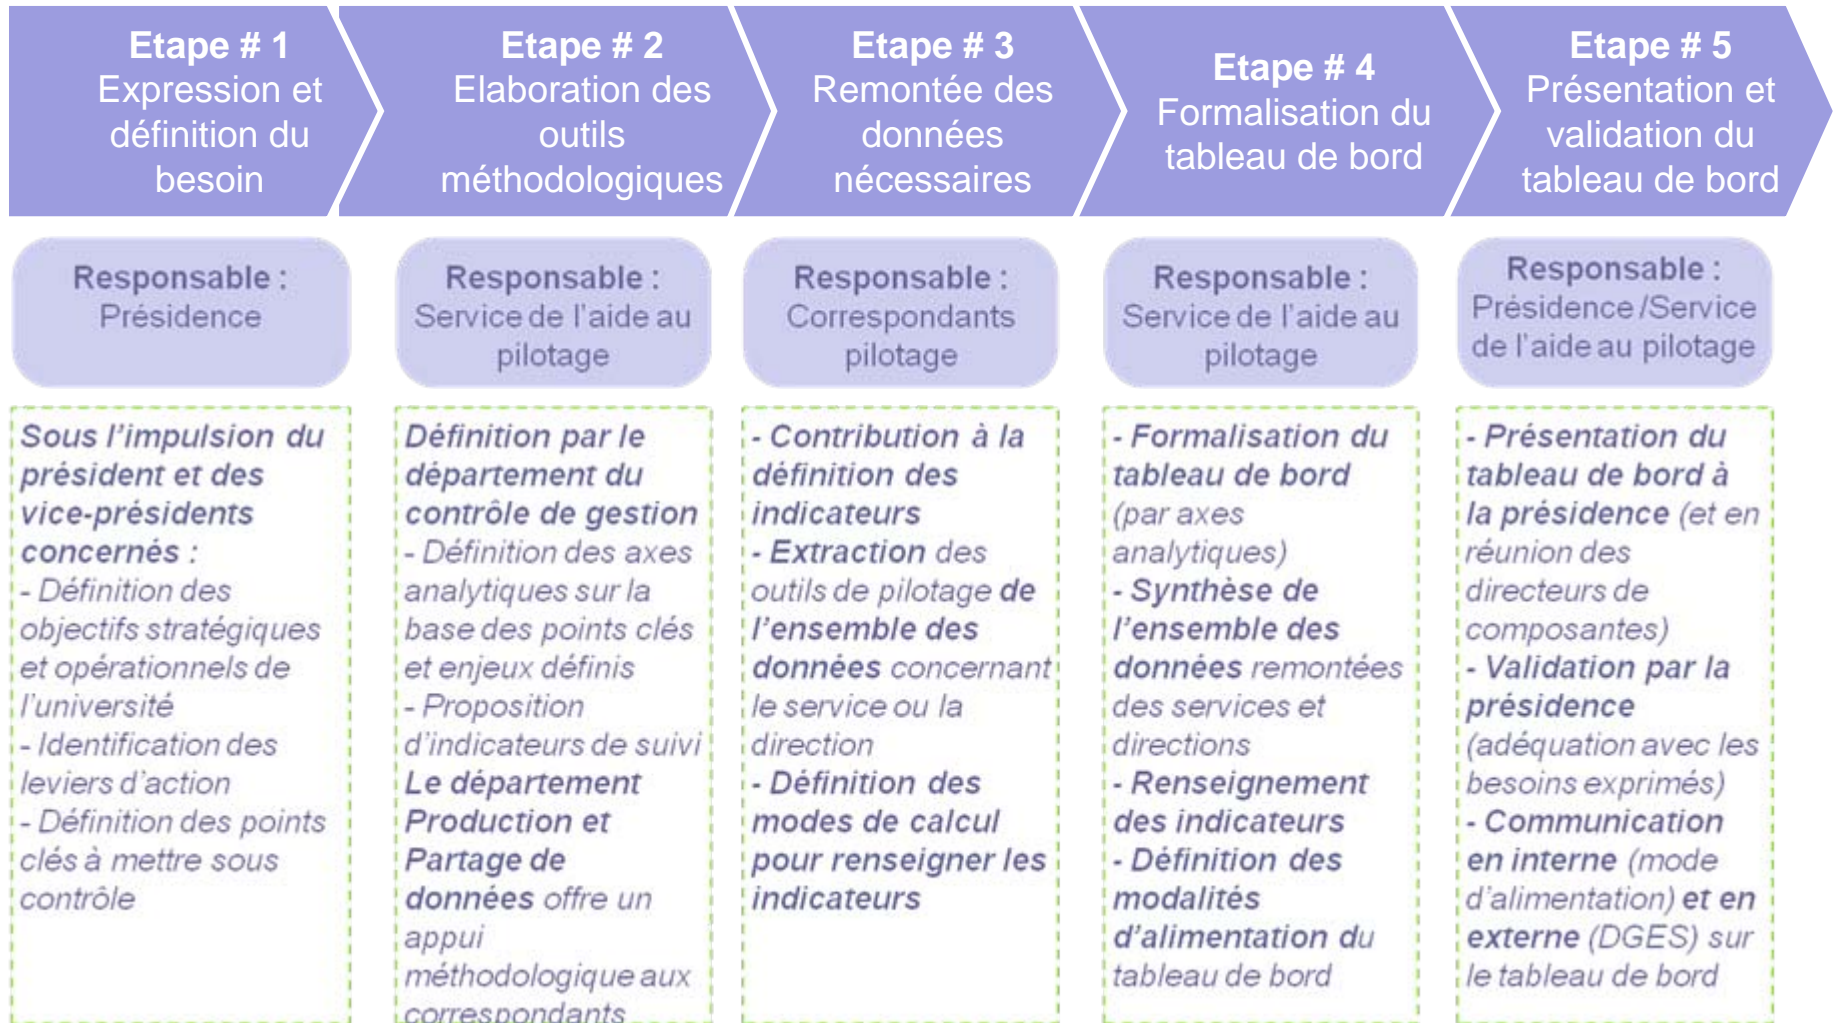 Etape # 1
Expression et
définition du
besoin
Etape # 2
Elaboration des
outils
méthodologiques
Etape # 3
Remontée des
données
nécessaires
Etape # 4
Formalisation du
tableau de bord
Etape # 5
Présentation et
validation du
tableau de bord
Responsable :
Présidence
Responsable :
Service de l'aide au
pilotage
Responsable :
Correspondants
pilotage
Responsable :
Service de l'aide au
pilotage
Responsable :
Présidence /Service
de l'aide au pilotage
Sous l'impulsion du
président et des
vice-présidents
concernés :
- Définition des
objectifs stratégiques
et opérationnels de
l'université
- Identification des
leviers d'action
- Définition des points
clés à mettre sous
contrôle
Définition par le
département du
contrôle de gestion
- Définition des axes
analytiques sur la
base des points clés
et enjeux définis
- Proposition
d'indicateurs de suivi
Le département
Production et
Partage de
données offre un
appui
méthodologique aux
correspondants
- Contribution à la
définition des
indicateurs
- Extraction des
outils de pilotage de
l'ensemble des
données concernant
le service ou la
direction
- Définition des
modes de calcul
pour renseigner les
indicateurs
- Formalisation du
tableau de bord
(par axes
analytiques)
- Synthèse de
l'ensemble des
données remontées
des services et
directions
- Renseignement
des indicateurs
- Définition des
modalités
d'alimentation du
tableau de bord
- Présentation du
tableau de bord à
la présidence (et en
réunion des
directeurs de
composantes)
- Validation par la
présidence
(adéquation avec les
besoins exprimés)
- Communication
en interne (mode
d'alimentation) et en
externe (DGES) sur
le tableau de bord